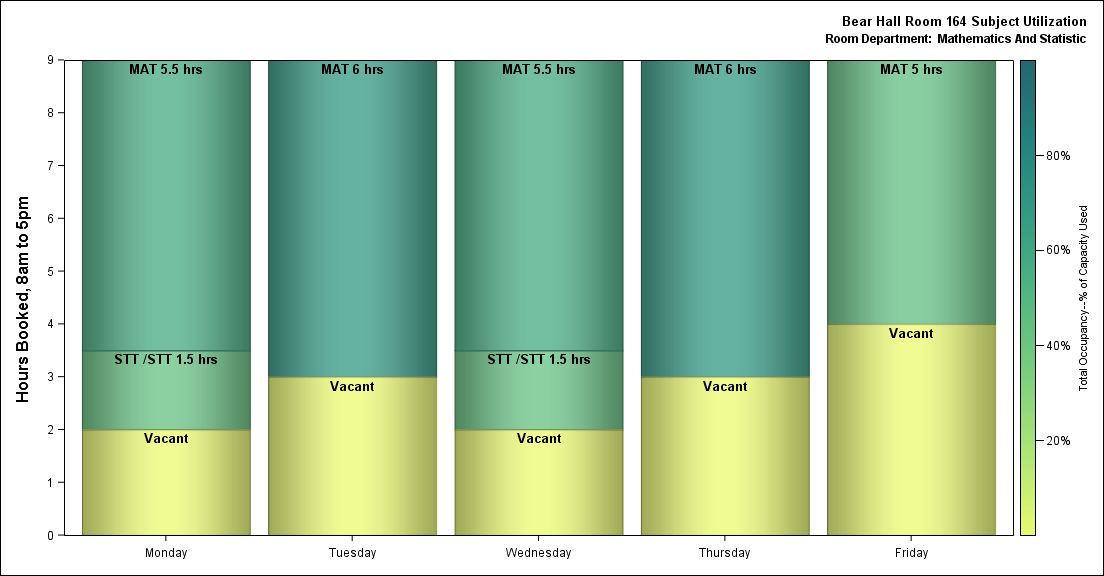 Bear Hall Room 164 Subject Utilization
Room Department: Mathematics And Statistic
Hours Booked, 8am to 5pm
9
8
7
6
5
4
3
2
1
0
MAT 5.5 hrs
STT /STT 1.5 hrs
Vacant
MAT 6 hrs
Vacant
MAT 5.5 hrs
STT /STT 1.5 hrs
Vacant
MAT 6 hrs
Vacant
MAT 5 hrs
Vacant
Monday
Tuesday
Wednesday
Thursday
Friday
80%
60%
40%
20%
Total Occupancy--% of Capacity Used